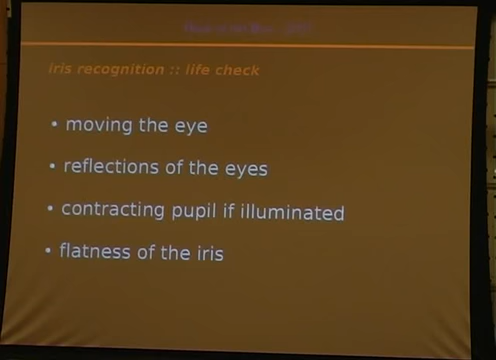 iris recognition :: life check
• moving the eye
• reflections of the eyes
• contracting pupil if illuminated
• flatness of the iris